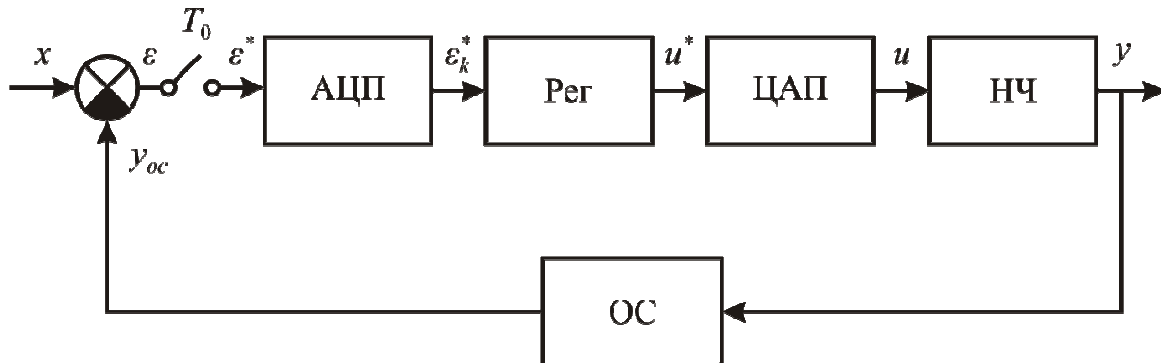 x
ε
T₀
ε*
АЦП
ε*ₖ
Рег
u*
ЦАП
u
НЧ
y
yос
ОС